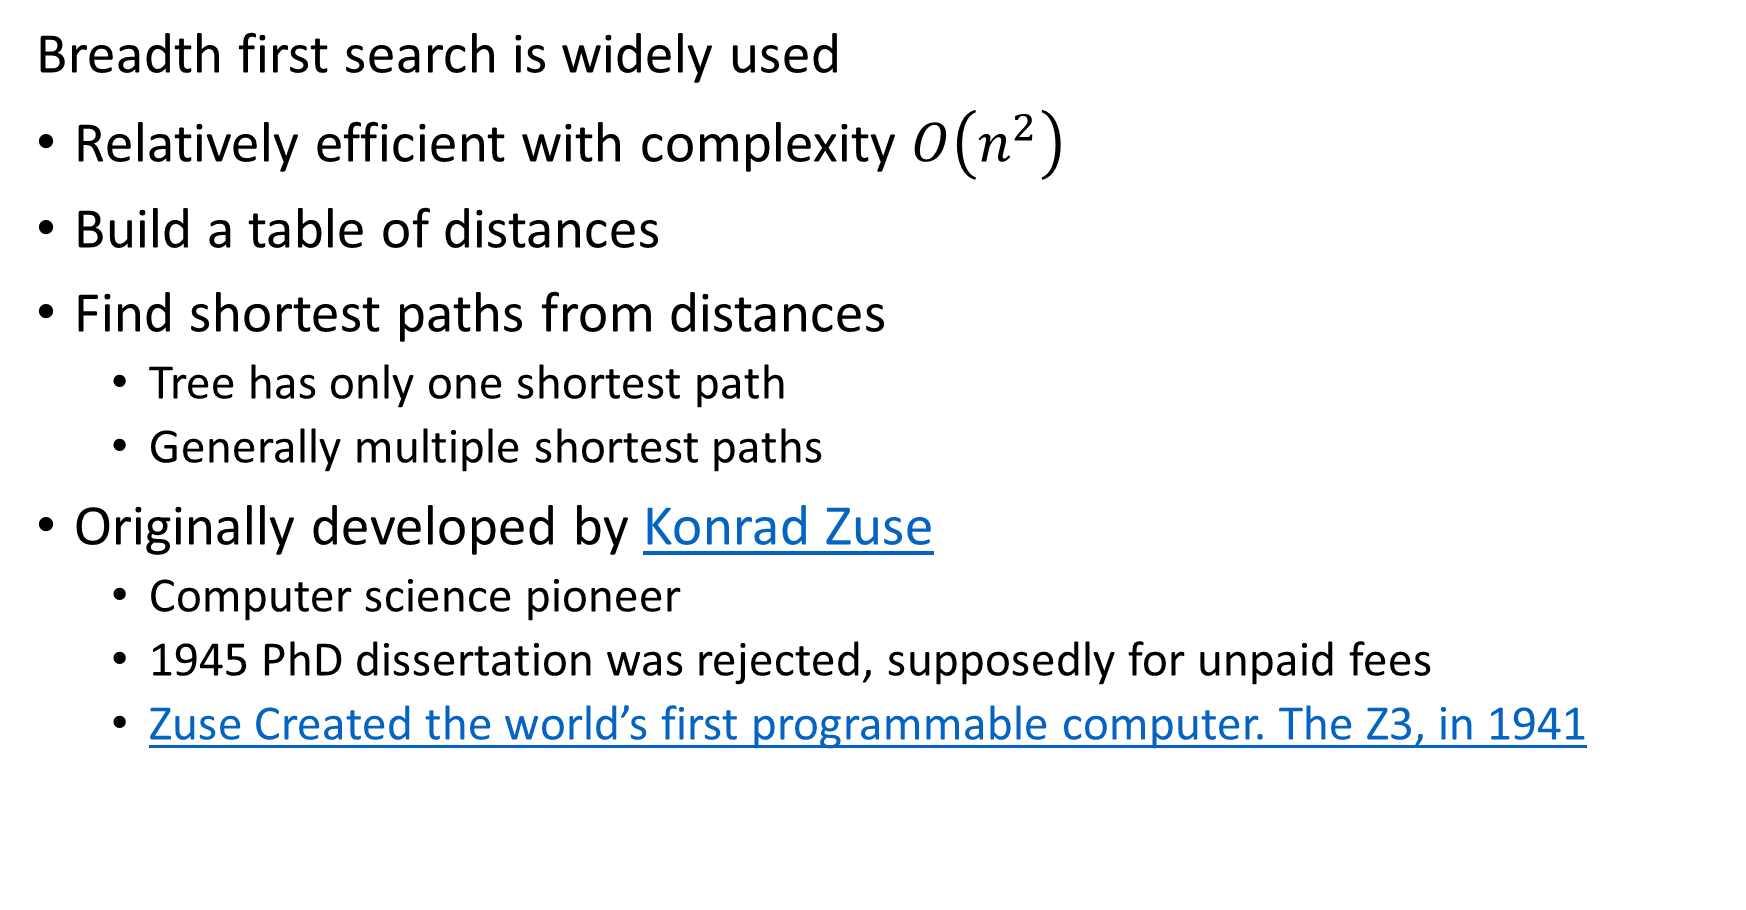 Breadth first search is widely used
• Relatively efficient with complexity O(n²)
• Build a table of distances
• Find shortest paths from distances
• Tree has only one shortest path
• Generally multiple shortest paths
• Originally developed by Konrad Zuse
• Computer science pioneer
• 1945 PhD dissertation was rejected, supposedly for unpaid fees
• Zuse Created the world’s first programmable computer. The Z3, in 1941